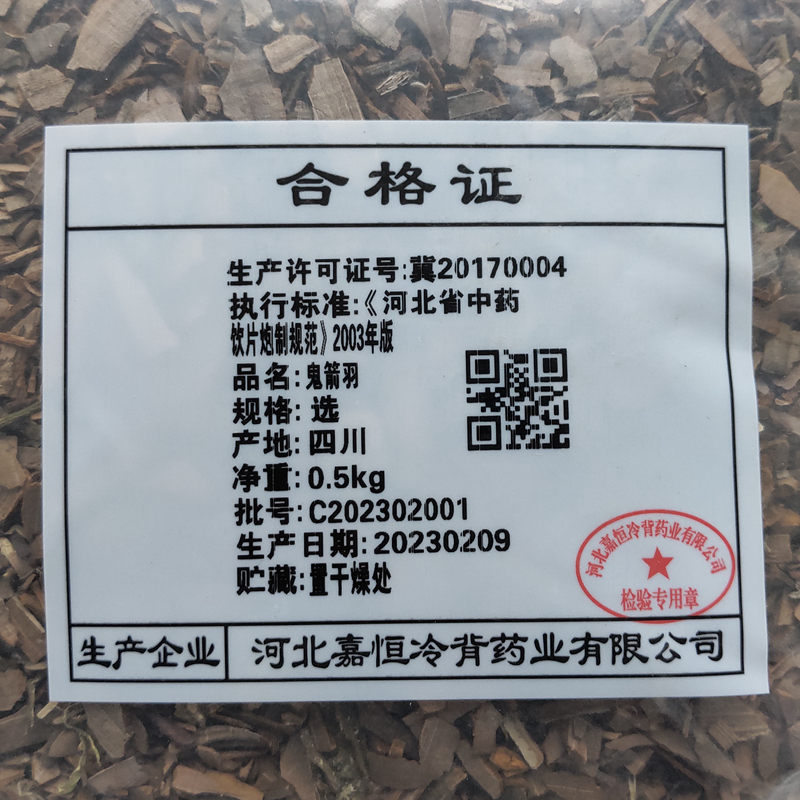 合格证
生产许可证号:冀20170004
执行标准:《河北省中药
饮片炮制规范》2003年版
品名:鬼箭羽
规格: 选
产地: 四川
净重: 0.5kg
批号:C202302001
生产日期:20230209
贮藏:置干燥处
河北嘉恒冷背药业有限公司
检验专用章
生产企业 河北嘉恒冷背药业有限公司